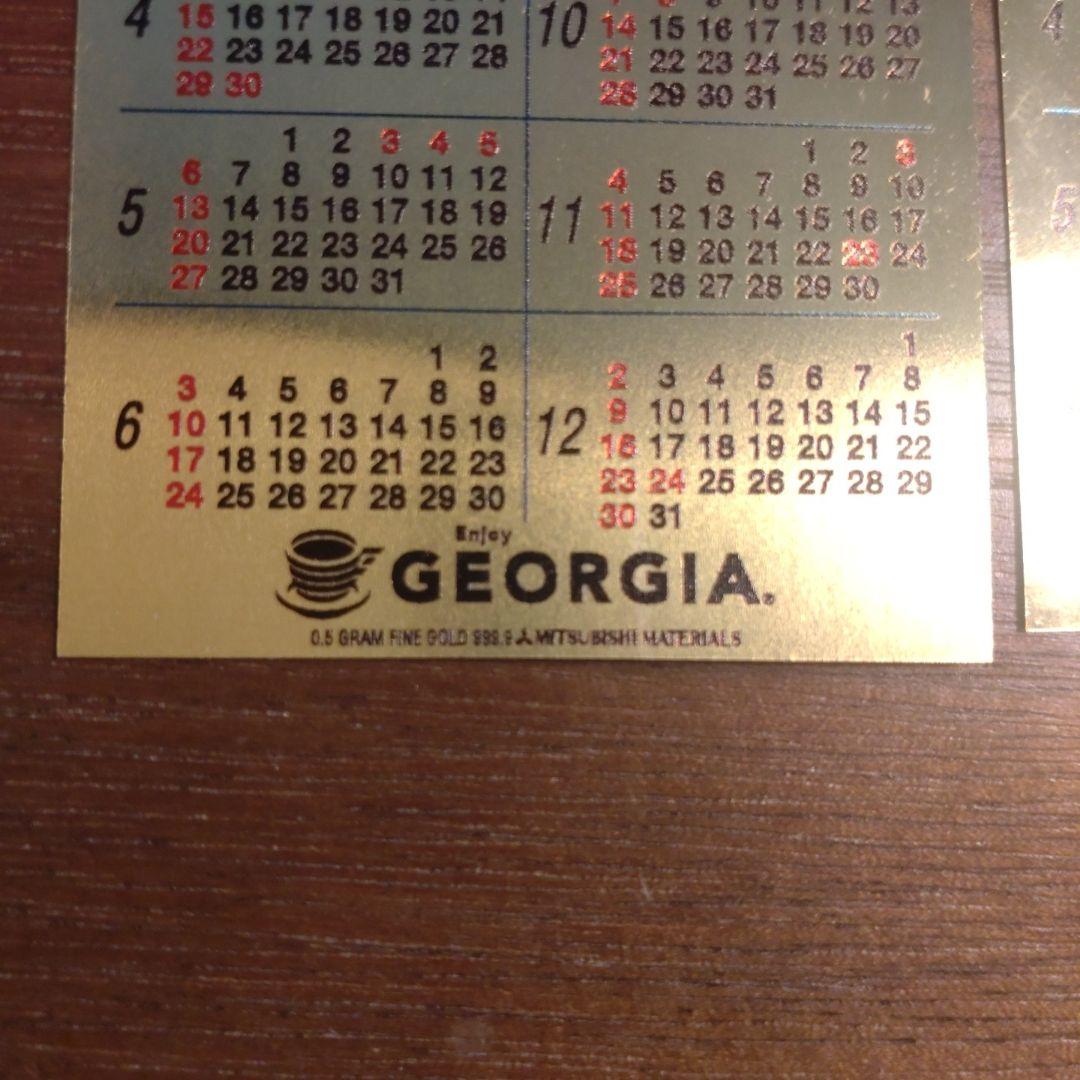 4
15 16 17 18 19 20 21
22 23 24 25 26 27 28
29 30
10
14 15 16 17 18 19 20
21 22 23 24 25 26 27
28 29 30 31
5
1 2 3 4 5
6 7 8 9 10 11 12
13 14 15 16 17 18 19
20 21 22 23 24 25 26
27 28 29 30 31
11
1 2 3
4 5 6 7 8 9 10
11 12 13 14 15 16 17
18 19 20 21 22 23 24
25 26 27 28 29 30
6
1 2
3 4 5 6 7 8 9
10 11 12 13 14 15 16
17 18 19 20 21 22 23
24 25 26 27 28 29 30
12
1
2 3 4 5 6 7 8
9 10 11 12 13 14 15
16 17 18 19 20 21 22
23 24 25 26 27 28 29
30 31
Enjoy
GEORGIA.
0.5 GRAM FINE GOLD 999.9 MITSUBISHI MATERIALS
4
5